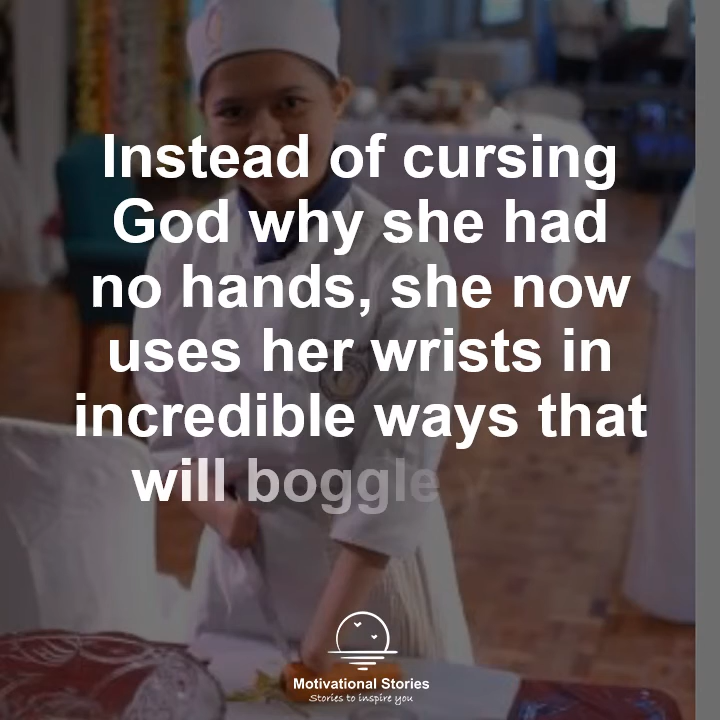 Instead of cursing
God why she had
no hands, she now
uses her wrists in
incredible ways that
will boggle
Motivational Stories
Stories to inspire you